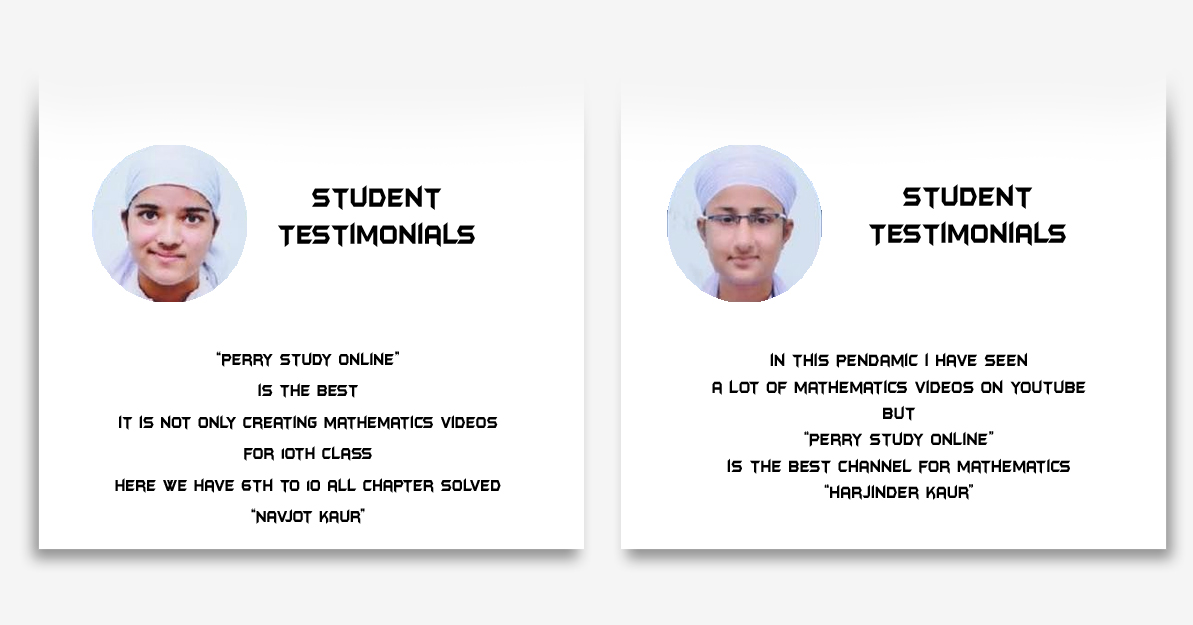 STUDENT
TESTIMONIALS
“PERRY STUDY ONLINE”
IS THE BEST
IT IS NOT ONLY CREATING MATHEMATICS VIDEOS
FOR 10TH CLASS
HERE WE HAVE 6TH TO 10 ALL CHAPTER SOLVED
“NAVJOT KAUR”
STUDENT
TESTIMONIALS
IN THIS PENDAMIC I HAVE SEEN
A LOT OF MATHEMATICS VIDEOS ON YOUTUBE
BUT
“PERRY STUDY ONLINE”
IS THE BEST CHANNEL FOR MATHEMATICS
“HARJINDER KAUR”